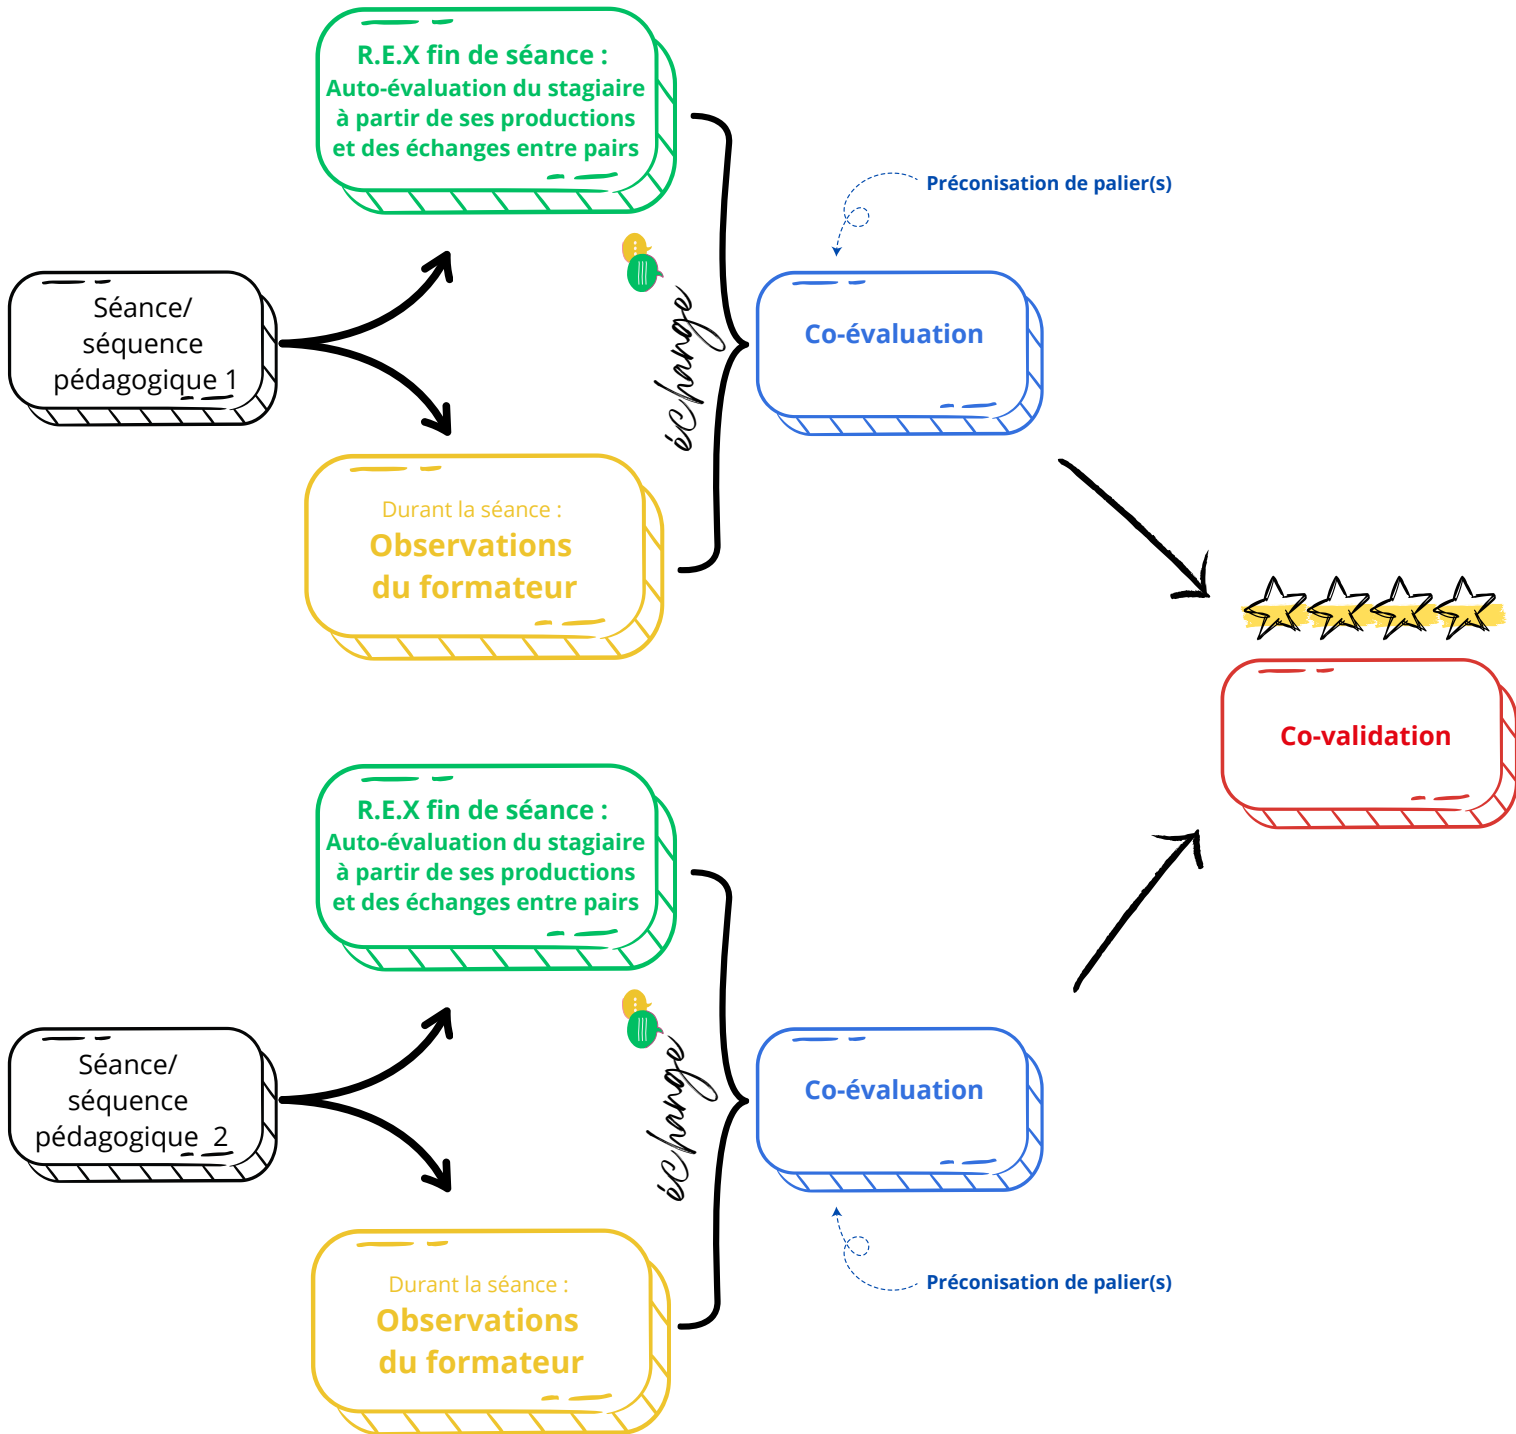 R.E.X fin de séance :
Auto-évaluation du stagiaire
à partir de ses productions
et des échanges entre pairs
Préconisation de palier(s)
Séance/
séquence
pédagogique 1
échange
Co-évaluation
Durant la séance :
Observations
du formateur
Co-validation
R.E.X fin de séance :
Auto-évaluation du stagiaire
à partir de ses productions
et des échanges entre pairs
Séance/
séquence
pédagogique 2
échange
Co-évaluation
Préconisation de palier(s)
Durant la séance :
Observations
du formateur